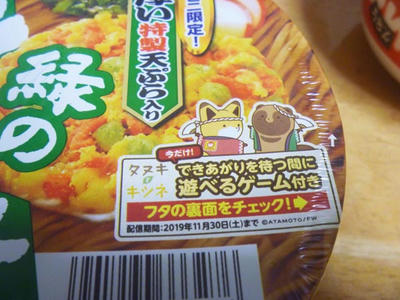 ニ限定!
厚い特製天ぷら入り
緑の
今だけ!
タヌキ
と
キツネ
できあがりを待つ間に
遊べるゲーム付き
フタの裏面をチェック!
配信期間:2019年11月30日(土)まで
©ATAMOTO/FW